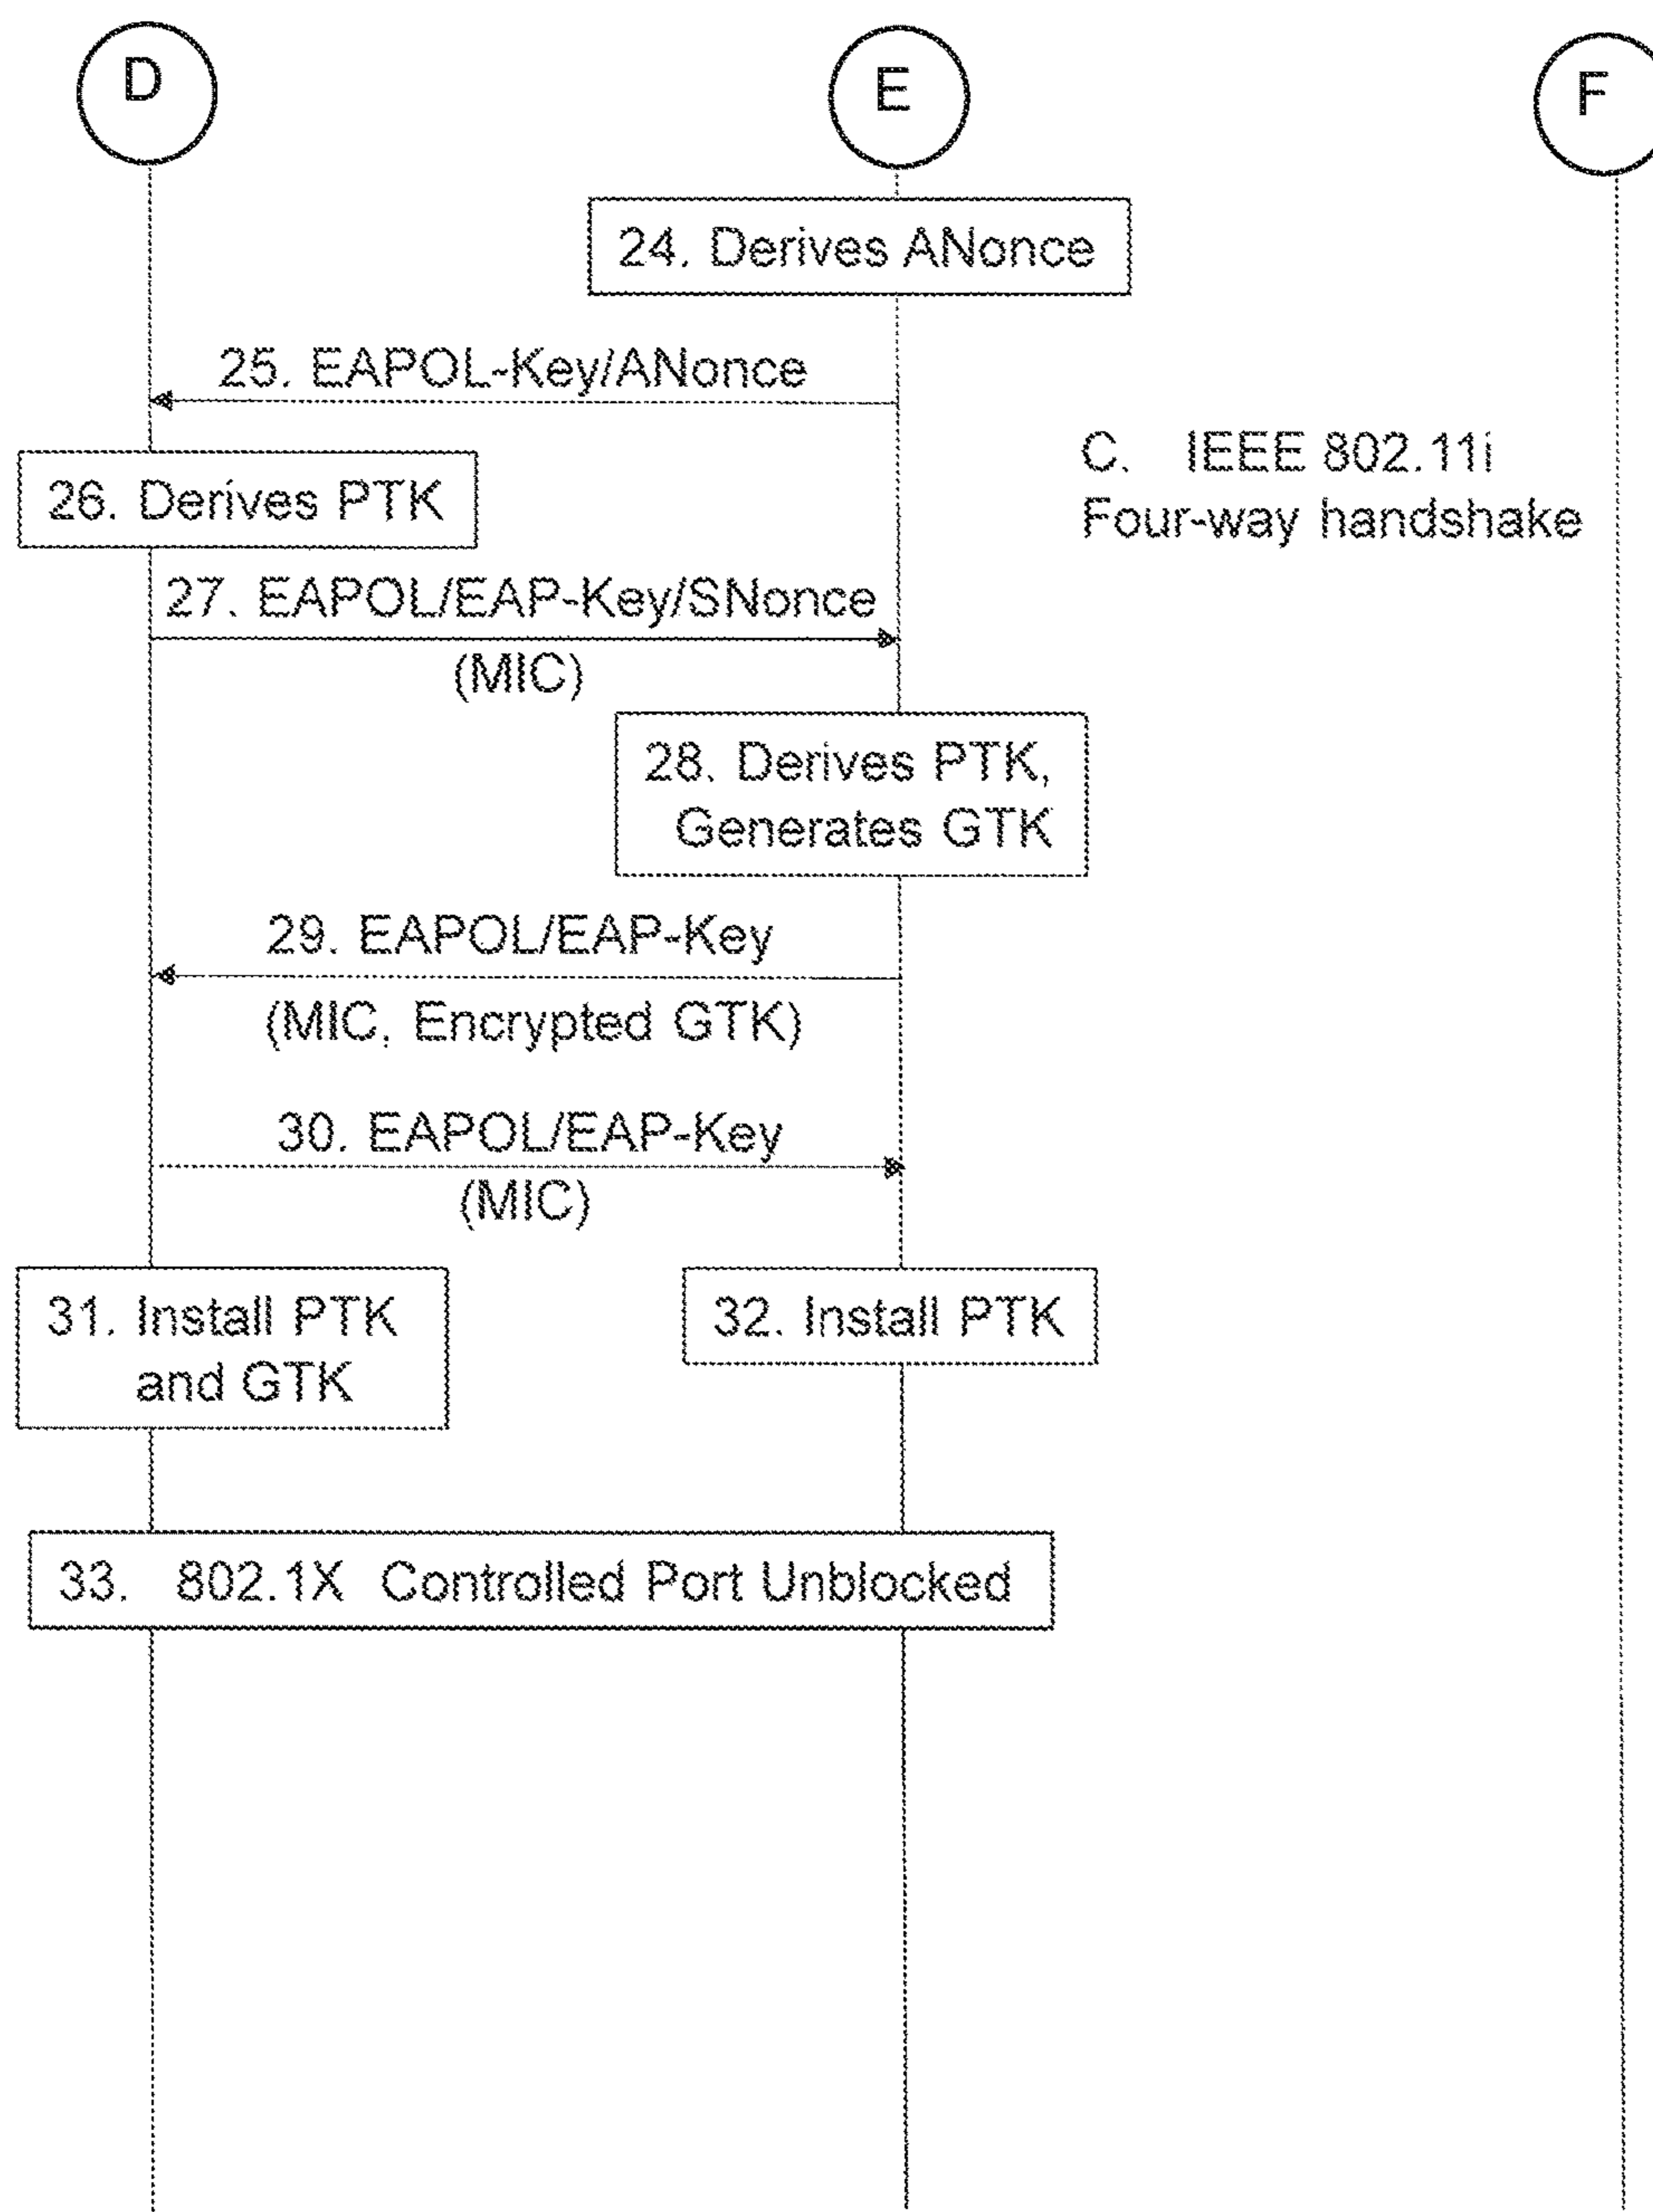 D
E
F
24. Derives ANonce
25. EAPOL-Key/ANonce
C. IEEE 802.11i
Four-way handshake
26. Derives PTK
27. EAPOL/EAP-Key/SNonce
(MIC)
28. Derives PTK,
Generates GTK
29. EAPOL/EAP-Key
(MIC, Encrypted GTK)
30. EAPOL/EAP-Key
(MIC)
31. Install PTK
and GTK
32. Install PTK
33. 802.1X Controlled Port Unblocked